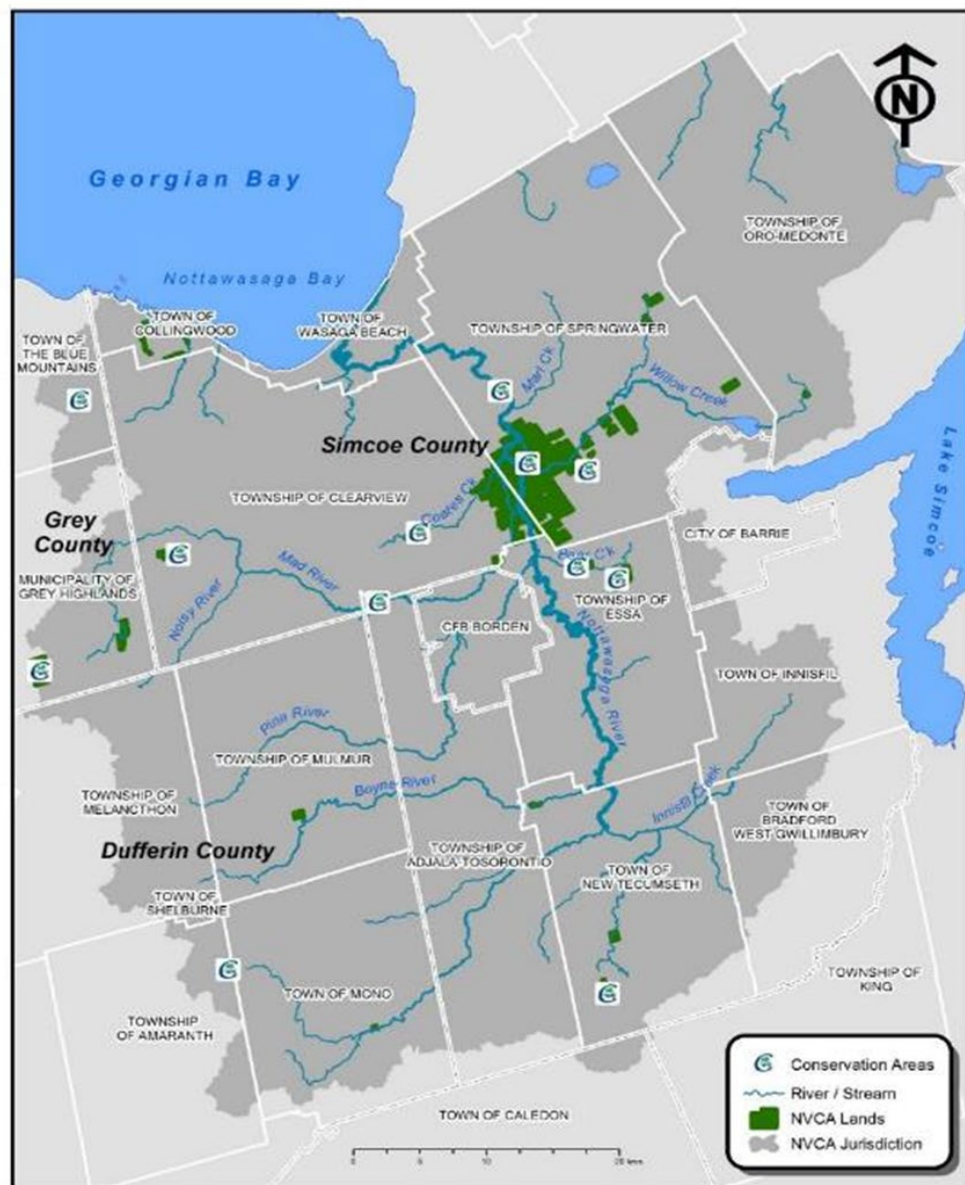 N
Georgian Bay
Nottawasaga Bay
TOWNSHIP OF
ORO-MEDONTE
TOWN OF
COLLINGWOOD
TOWN OF
WASAGA BEACH
TOWNSHIP OF SPRINGWATER
TOWN OF
THE BLUE
MOUNTAINS
Marl Ck
Willow Creek
Simcoe County
Lake Simcoe
TOWNSHIP OF CLEARVIEW
Coates Ck
Grey
County
CITY OF BARRIE
MUNICIPALITY OF
GREY HIGHLANDS
Mad River
Noisy River
Bear Ck
TOWNSHIP OF
ESSA
CFB BORDEN
Nottawasaga River
TOWN OF INNISFIL
Pine River
TOWNSHIP OF MULMUR
Boyne River
TOWNSHIP OF
MELANCTHON
Innisfil Creek
TOWN OF
BRADFORD
WEST GWILLIMBURY
Dufferin County
TOWNSHIP OF
ADJALA-TOSORONTIO
TOWN OF
NEW TECUMSETH
TOWN OF
SHELBURNE
TOWN OF MONO
TOWNSHIP OF
KING
TOWNSHIP
OF AMARANTH
TOWN OF CALEDON
Conservation Areas
River / Stream
NVCA Lands
NVCA Jurisdiction
0 5 10 20 km